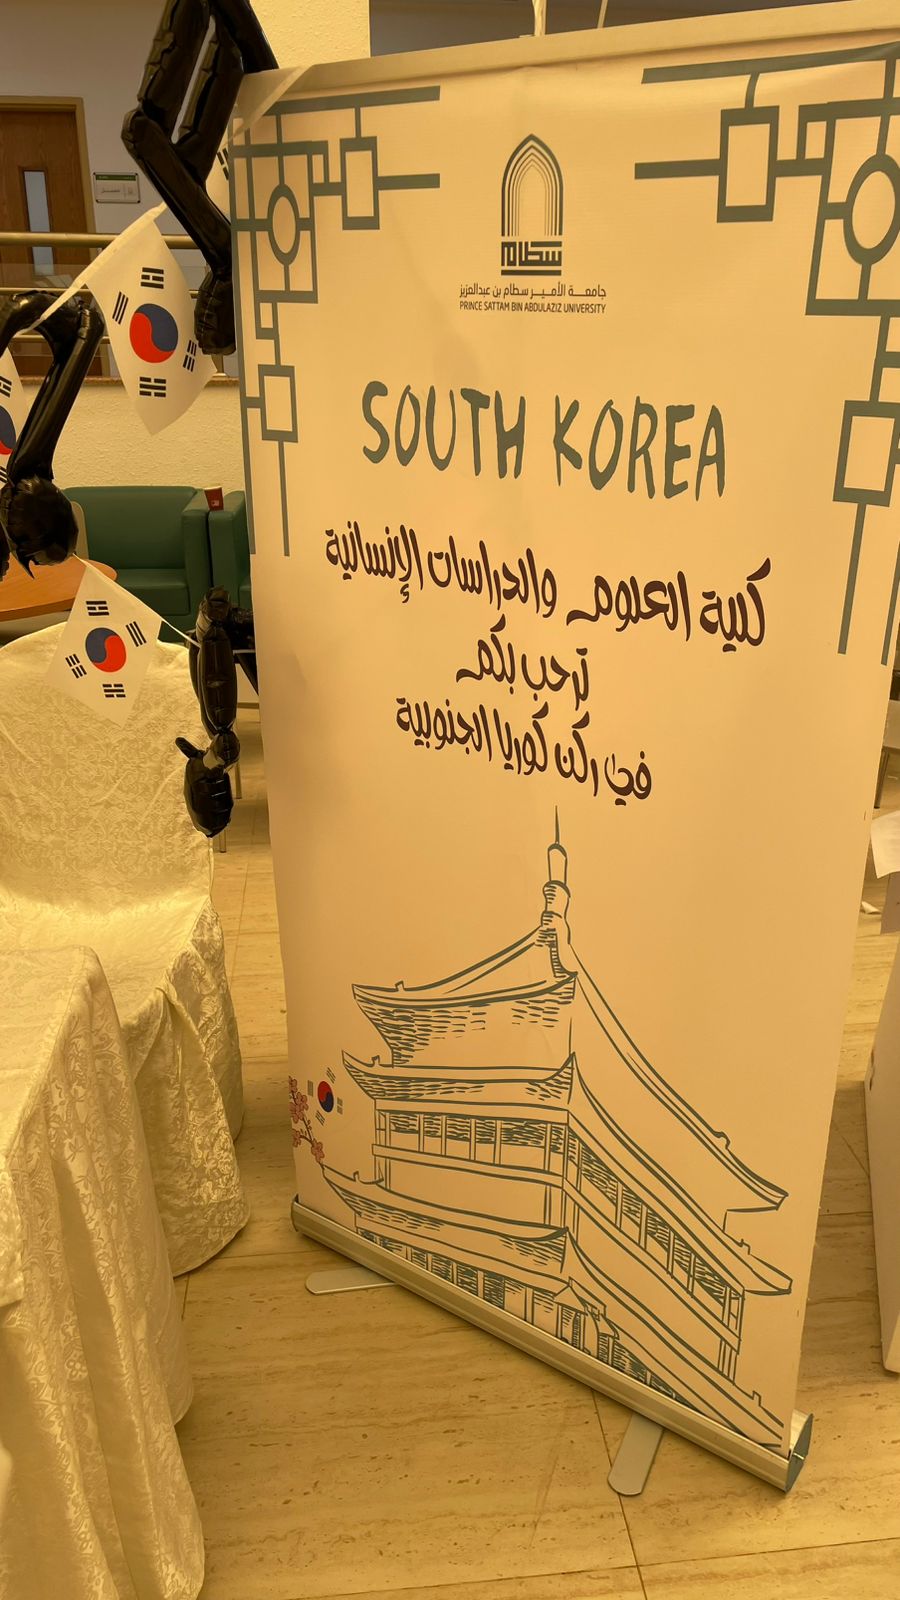 سطام
جامعة الأمير سطام بن عبدالعزيز
PRINCE SATTAM BIN ABDULAZIZ UNIVERSITY
SOUTH KOREA
كلية العلوم والدراسات الإنسانية
ترحب بكم
في ركن كوريا الجنوبية